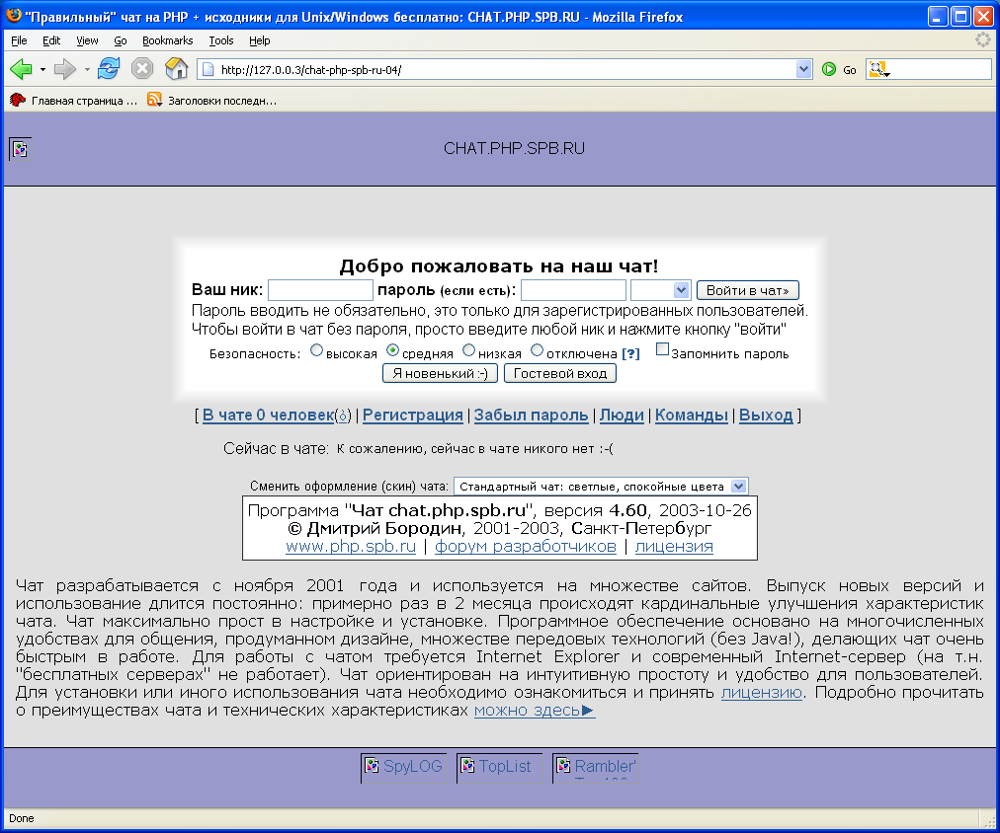 "Правильный" чат на PHP + исходники для Unix/Windows бесплатно: CHAT.PHP.SPB.RU - Mozilla Firefox
File Edit View Go Bookmarks Tools Help
http://127.0.0.3/chat-php-spb-ru-04/ Go
Главная страница ... Заголовки последн...
CHAT.PHP.SPB.RU
Добро пожаловать на наш чат!
Ваш ник: пароль (если есть): Войти в чат»
Пароль вводить не обязательно, это только для зарегистрированных пользователей.
Чтобы войти в чат без пароля, просто введите любой ник и нажмите кнопку "войти"
Безопасность: высокая средняя низкая отключена [?] Запомнить пароль
Я новенький :-) Гостевой вход
[ В чате 0 человек(♂) | Регистрация | Забыл пароль | Люди | Команды | Выход ]
Сейчас в чате: К сожалению, сейчас в чате никого нет :-(
Сменить оформление (скин) чата: Стандартный чат: светлые, спокойные цвета
Программа "Чат chat.php.spb.ru", версия 4.60, 2003-10-26
© Дмитрий Бородин, 2001-2003, Санкт-Петербург
www.php.spb.ru | форум разработчиков | лицензия
Чат разрабатывается с ноября 2001 года и используется на множестве сайтов. Выпуск новых версий и
использование длится постоянно: примерно раз в 2 месяца происходят кардинальные улучшения характеристик
чата. Чат максимально прост в настройке и установке. Программное обеспечение основано на многочисленных
удобствах для общения, продуманном дизайне, множестве передовых технологий (без Java!), делающих чат очень
быстрым в работе. Для работы с чатом требуется Internet Explorer и современный Internet-сервер (на т.н.
"бесплатных серверах" не работает). Чат ориентирован на интуитивную простоту и удобство для пользователей.
Для установки или иного использования чата необходимо ознакомиться и принять лицензию. Подробно прочитать
о преимуществах чата и технических характеристиках можно здесь►
SpyLOG TopList Rambler'
Done